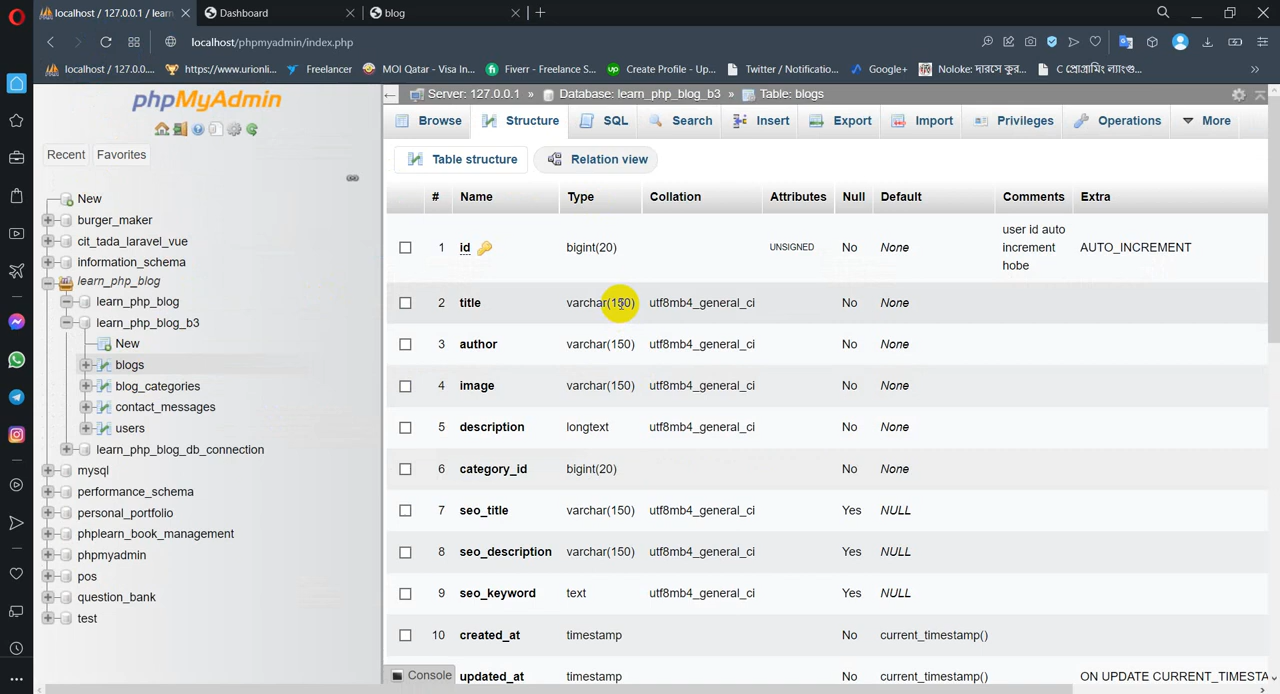 localhost / 127.0.0.1 / learn
Dashboard
blog
localhost/phpmyadmin/index.php
localhost / 127.0.0....
https://www.urionli...
Freelancer
MOI Qatar - Visa In...
Fiverr - Freelance S...
Create Profile - Up...
Twitter / Notificatio...
Google+
Noloke: দারসে কুর...
C প্রোগ্রামিং ল্যাংগু...
phpMyAdmin
Recent
Favorites
New
burger_maker
cit_tada_laravel_vue
information_schema
learn_php_blog
learn_php_blog
learn_php_blog_b3
New
blogs
blog_categories
contact_messages
users
learn_php_blog_db_connection
mysql
performance_schema
personal_portfolio
phplearn_book_management
phpmyadmin
pos
question_bank
test
Server: 127.0.0.1 » Database: learn_php_blog_b3 » Table: blogs
Browse Structure SQL Search Insert Export Import Privileges Operations More
Table structure Relation view
# Name Type Collation Attributes Null Default Comments Extra
1 id bigint(20) UNSIGNED No None user id auto increment hobe AUTO_INCREMENT
2 title varchar(150) utf8mb4_general_ci No None
3 author varchar(150) utf8mb4_general_ci No None
4 image varchar(150) utf8mb4_general_ci No None
5 description longtext utf8mb4_general_ci No None
6 category_id bigint(20) No None
7 seo_title varchar(150) utf8mb4_general_ci Yes NULL
8 seo_description varchar(150) utf8mb4_general_ci Yes NULL
9 seo_keyword text utf8mb4_general_ci Yes NULL
10 created_at timestamp No current_timestamp()
Console updated_at timestamp No current_timestamp() ON UPDATE CURRENT_TIMESTA